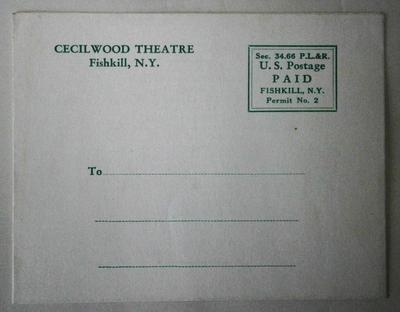 CECILWOOD THEATRE
Fishkill, N.Y.
Sec. 34.66 P.L.&R.
U. S. Postage
PAID
FISHKILL, N.Y.
Permit No. 2
To